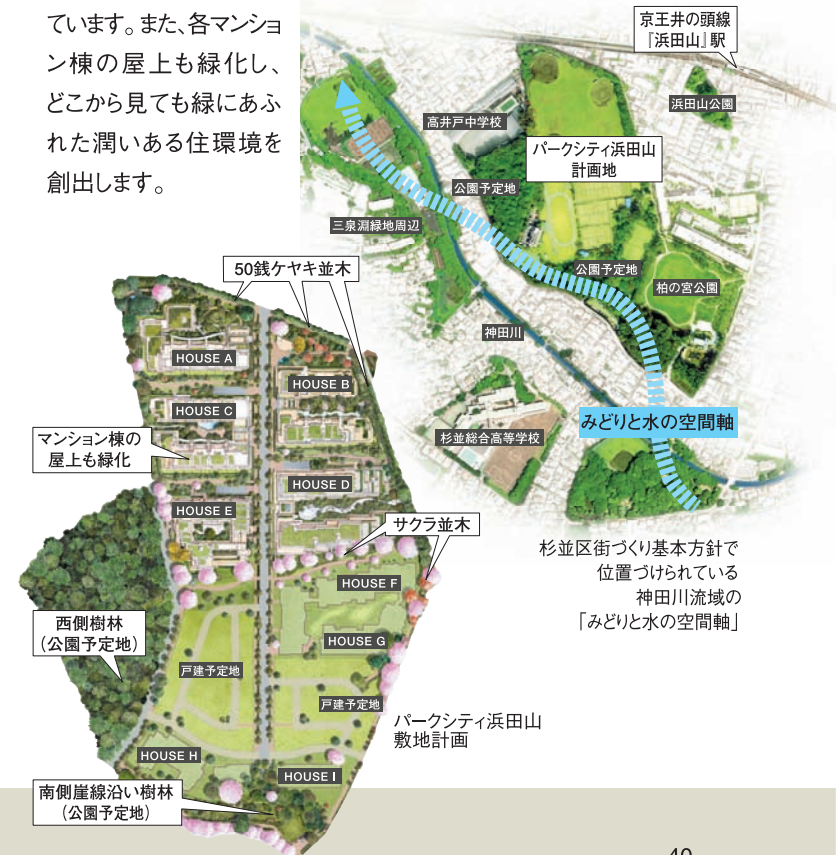 ています。また、各マンショ
ン棟の屋上も緑化し、
どこから見ても緑にあふ
れた潤いある住環境を
創出します。
京王井の頭線
『浜田山』駅
浜田山公園
高井戸中学校
パークシティ浜田山
計画地
公園予定地
三泉淵緑地周辺
公園予定地
柏の宮公園
神田川
みどりと水の空間軸
杉並総合高等学校
杉並区街づくり基本方針で
位置づけられている
神田川流域の
「みどりと水の空間軸」
50銭ケヤキ並木
HOUSE A
HOUSE B
HOUSE C
マンション棟の
屋上も緑化
HOUSE D
HOUSE E
サクラ並木
HOUSE F
西側樹林
(公園予定地)
HOUSE G
戸建予定地
戸建予定地
パークシティ浜田山
敷地計画
HOUSE H
HOUSE I
南側崖線沿い樹林
(公園予定地)